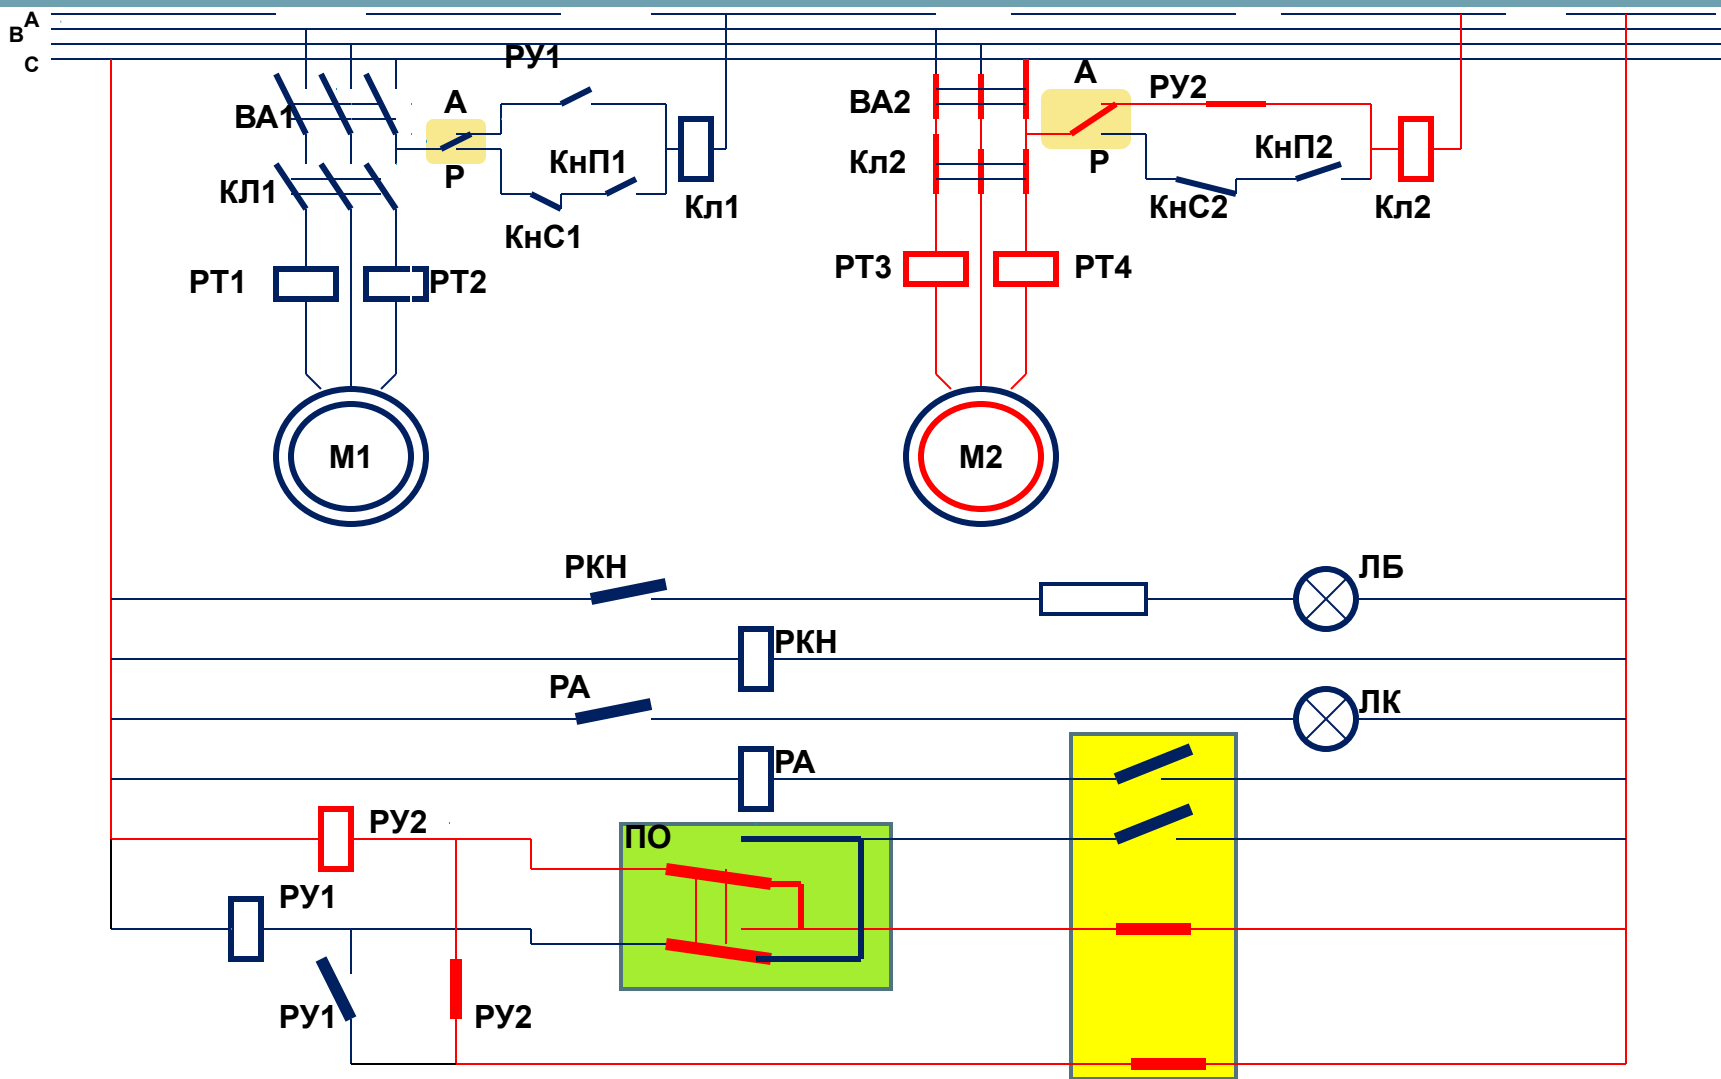 А
В
С
РУ1
А
ВА1
КнП1
Р
КЛ1
Кл1
КнС1
РТ1
РТ2
М1
А
РУ2
ВА2
КнП2
Кл2
Р
КнС2
Кл2
РТ3
РТ4
М2
РКН
ЛБ
РКН
РА
ЛК
РА
РУ2
ПО
РУ1
РУ1
РУ2